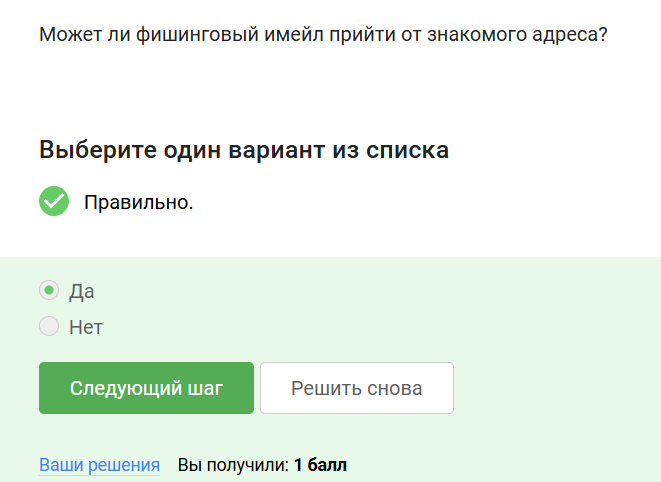 Может ли фишинговый имейл прийти от знакомого адреса?
Выберите один вариант из списка
Правильно.
Да
Нет
Следующий шаг
Решить снова
Ваши решения Вы получили: 1 балл